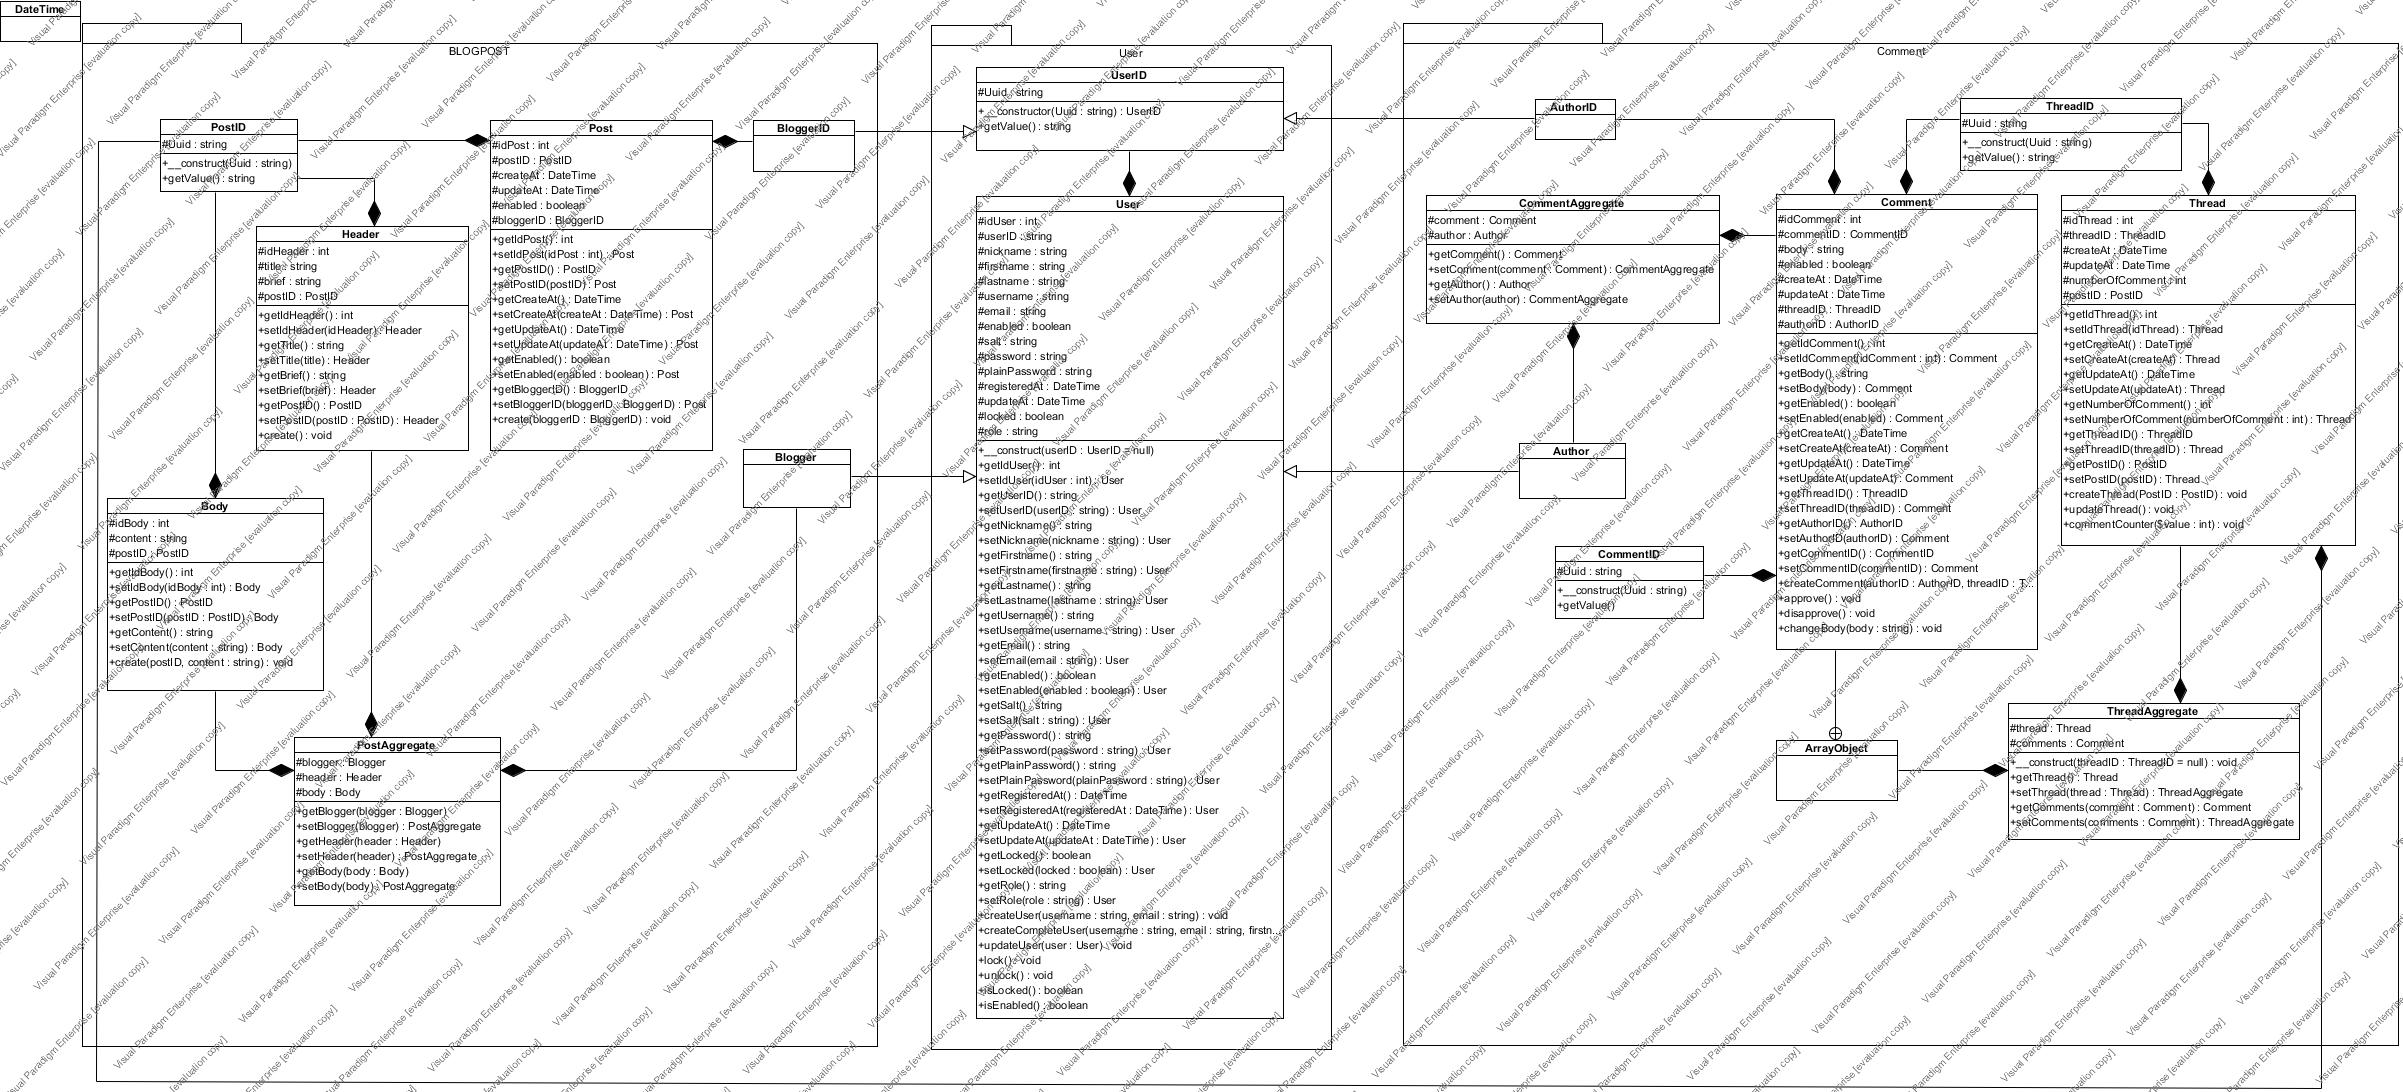 DateTime
BLOGPOST
PostID
#Uuid : string
+__construct(Uuid : string)
+getValue() : string
Post
#idPost : int
#postID : PostID
#createAt : DateTime
#updateAt : DateTime
#enabled : boolean
#bloggerID : BloggerID
+getIdPost() : int
+setIdPost(idPost : int) : Post
+getPostID() : PostID
+setPostID(postID) : Post
+getCreateAt() : DateTime
+setCreateAt(createAt : DateTime) : Post
+getUpdateAt() : DateTime
+setUpdateAt(updateAt : DateTime) : Post
+getEnabled() : boolean
+setEnabled(enabled : boolean) : Post
+getBloggerID() : BloggerID
+setBloggerID(bloggerID : BloggerID) : Post
+create(bloggerID : BloggerID) : void
BloggerID
Header
#idHeader : int
#title : string
#brief : string
#postID : PostID
+getIdHeader() : int
+setIdHeader(idHeader) : Header
+getTitle() : string
+setTitle(title) : Header
+getBrief() : string
+setBrief(brief) : Header
+getPostID() : PostID
+setPostID(postID : PostID) : Header
+create() : void
Blogger
Body
#idBody : int
#content : string
#postID : PostID
+getIdBody() : int
+setIdBody(idBody : int) : Body
+getPostID() : PostID
+setPostID(postID : PostID) : Body
+getContent() : string
+setContent(content : string) : Body
+create(postID, content : string) : void
PostAggregate
#blogger : Blogger
#header : Header
#body : Body
+getBlogger(blogger : Blogger)
+setBlogger(blogger) : PostAggregate
+getHeader(header : Header)
+setHeader(header) : PostAggregate
+getBody(body : Body)
+setBody(body) : PostAggregate
User
UserID
#Uuid : string
+__constructor(Uuid : string) : UserID
+getValue() : string
User
#idUser : int
#userID : string
#nickname : string
#firstname : string
#lastname : string
#username : string
#email : string
#enabled : boolean
#salt : string
#password : string
#plainPassword : string
#registeredAt : DateTime
#updateAt : DateTime
#locked : boolean
#role : string
+__construct(userID : UserID = null)
+getIdUser() : int
+setIdUser(idUser : int) : User
+getUserID() : string
+setUserID(userID : string) : User
+getNickname() : string
+setNickname(nickname : string) : User
+getFirstname() : string
+setFirstname(firstname : string) : User
+getLastname() : string
+setLastname(lastname : string) : User
+getUsername() : string
+setUsername(username : string) : User
+getEmail() : string
+setEmail(email : string) : User
+getEnabled() : boolean
+setEnabled(enabled : boolean) : User
+getSalt() : string
+setSalt(salt : string) : User
+getPassword() : string
+setPassword(password : string) : User
+getPlainPassword() : string
+setPlainPassword(plainPassword : string) : User
+getRegisteredAt() : DateTime
+setRegisteredAt(registeredAt : DateTime) : User
+getUpdateAt() : DateTime
+setUpdateAt(updateAt : DateTime) : User
+getLocked() : boolean
+setLocked(locked : boolean) : User
+getRole() : string
+setRole(role : string) : User
+createUser(username : string, email : string) : void
+createCompleteUser(username : string, email : string, firstn...
+updateUser(user : User) : void
+lock() : void
+unlock() : void
+isLocked() : boolean
+isEnabled() : boolean
Comment
AuthorID
ThreadID
#Uuid : string
+__construct(Uuid : string)
+getValue() : string
CommentAggregate
#comment : Comment
#author : Author
+getComment() : Comment
+setComment(comment : Comment) : CommentAggregate
+getAuthor() : Author
+setAuthor(author) : CommentAggregate
Comment
#idComment : int
#commentID : CommentID
#body : string
#enabled : boolean
#createAt : DateTime
#updateAt : DateTime
#threadID : ThreadID
#authorID : AuthorID
+getIdComment() : int
+setIdComment(idComment : int) : Comment
+getBody() : string
+setBody(body) : Comment
+getEnabled() : boolean
+setEnabled(enabled) : Comment
+getCreateAt() : DateTime
+setCreateAt(createAt) : Comment
+getUpdateAt() : DateTime
+setUpdateAt(updateAt) : Comment
+getThreadID() : ThreadID
+setThreadID(threadID) : Comment
+getAuthorID() : AuthorID
+setAuthorID(authorID) : Comment
+getCommentID() : CommentID
+setCommentID(commentID) : Comment
+createComment(authorID : AuthorID, threadID : T...
+approve() : void
+disapprove() : void
+changeBody(body : string) : void
Thread
#idThread : int
#threadID : ThreadID
#createAt : DateTime
#updateAt : DateTime
#numberOfComment : int
#postID : PostID
+getIdThread() : int
+setIdThread(idThread) : Thread
+getCreateAt() : DateTime
+setCreateAt(createAt) : Thread
+getUpdateAt() : DateTime
+setUpdateAt(updateAt) : Thread
+getNumberOfComment() : int
+setNumberOfComment(numberOfComment : int) : Thread
+getThreadID() : ThreadID
+setThreadID(threadID) : Thread
+getPostID() : PostID
+setPostID(postID) : Thread
+createThread(PostID : PostID) : void
+updateThread() : void
+commentCounter($value : int) : void
Author
CommentID
#Uuid : string
+__construct(Uuid : string)
+getValue()
ArrayObject
ThreadAggregate
#thread : Thread
#comments : Comment
+__construct(threadID : ThreadID = null) : void
+getThread() : Thread
+setThread(thread : Thread) : ThreadAggregate
+getComments(comment : Comment) : Comment
+setComments(comments : Comment) : ThreadAggregate
Visual Paradigm Enterprise [evaluation copy]